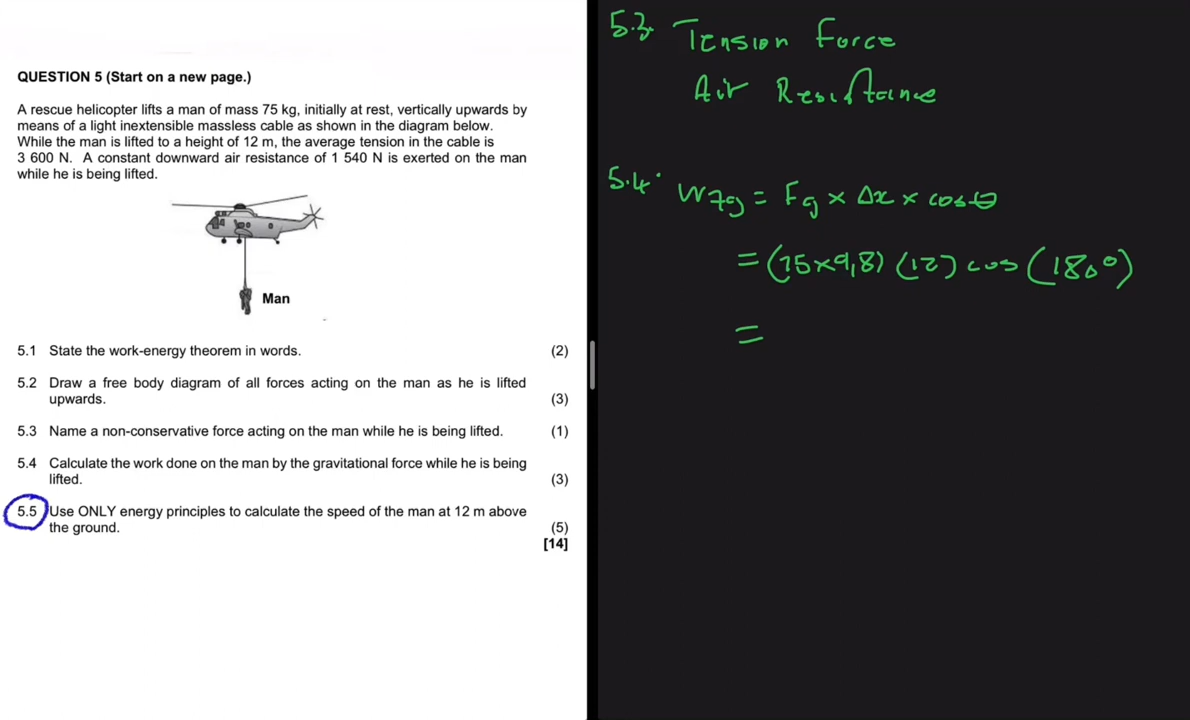 QUESTION 5 (Start on a new page.)
A rescue helicopter lifts a man of mass 75 kg, initially at rest, vertically upwards by
means of a light inextensible massless cable as shown in the diagram below.
While the man is lifted to a height of 12 m, the average tension in the cable is
3 600 N. A constant downward air resistance of 1 540 N is exerted on the man
while he is being lifted.
Man
5.1 State the work-energy theorem in words. (2)
5.2 Draw a free body diagram of all forces acting on the man as he is lifted
upwards. (3)
5.3 Name a non-conservative force acting on the man while he is being lifted. (1)
5.4 Calculate the work done on the man by the gravitational force while he is being
lifted. (3)
5.5 Use ONLY energy principles to calculate the speed of the man at 12 m above
the ground. (5)
[14]
5.3. Tension Force
Air Resistance
5.4. WFg = Fg × Δx × cosθ
= (75×9,8) (12) cos (180°)
=